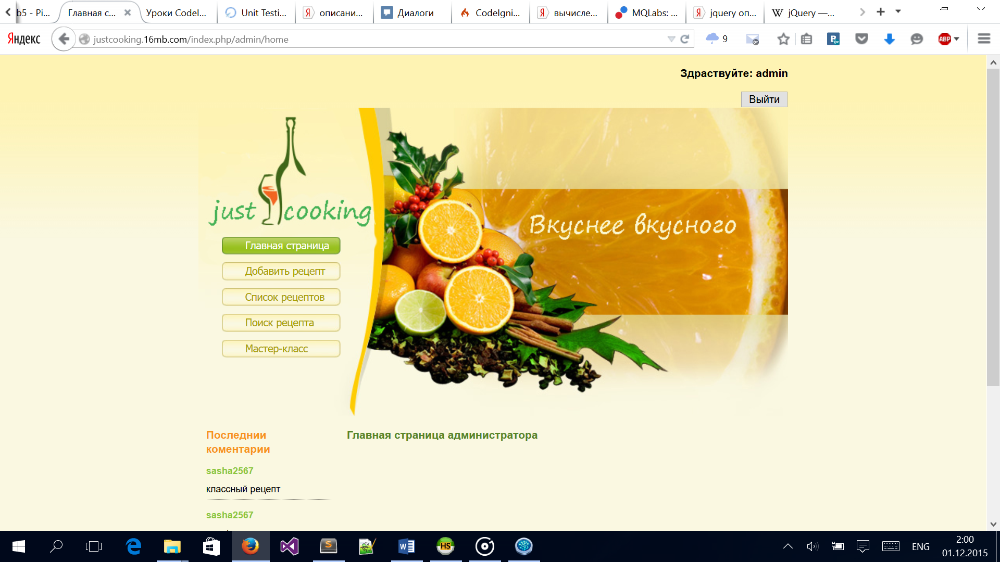 b5 - Pi...
Главная с...
Уроки CodeI...
Unit Testi...
описани...
Диалоги
CodeIgni...
вычисле...
MQLabs: ...
jquery оп...
jQuery —...
Яндекс
justcooking.16mb.com/index.php/admin/home
9
ABP
Здраствуйте: admin
Выйти
just cooking
Вкуснее вкусного
Главная страница
Добавить рецепт
Список рецептов
Поиск рецепта
Мастер-класс
Последнии
коментарии
Главная страница администратора
sasha2567
классный рецепт
sasha2567
HS
ENG
2:00
01.12.2015